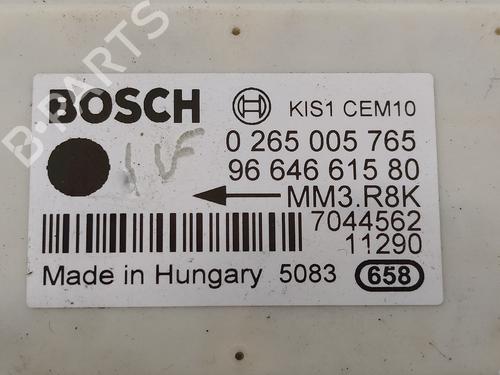 B-PARTS
BOSCH KIS1 CEM10
0 265 005 765
96 646 615 80
MM3.R8K
7044562
11290
Made in Hungary 5083 658